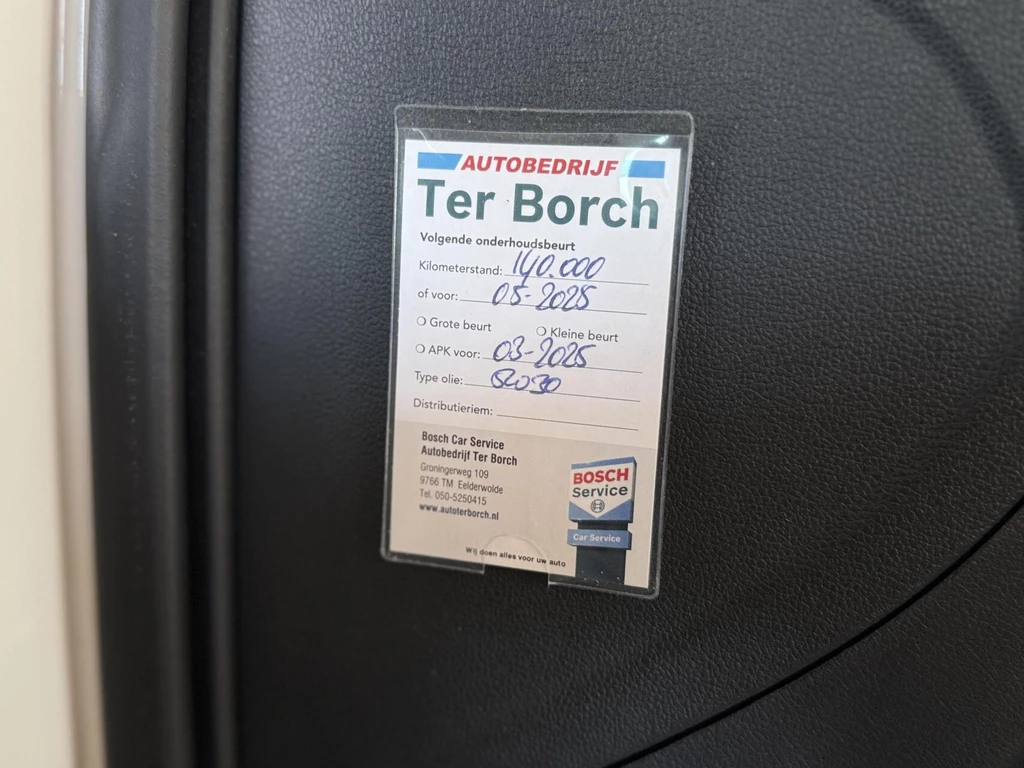 AUTOBEDRIJF
Ter Borch
Volgende onderhoudsbeurt
Kilometerstand: 140.000
of voor: 05-2025
Grote beurt Kleine beurt
APK voor: 03-2025
Type olie: 5w30
Distributieriem:
Bosch Car Service
Autobedrijf Ter Borch
Groningerweg 109
9766 TM Eelderwolde
Tel. 050-5250415
www.autoterborch.nl
BOSCH
Service
Car Service
Wij doen alles voor uw auto